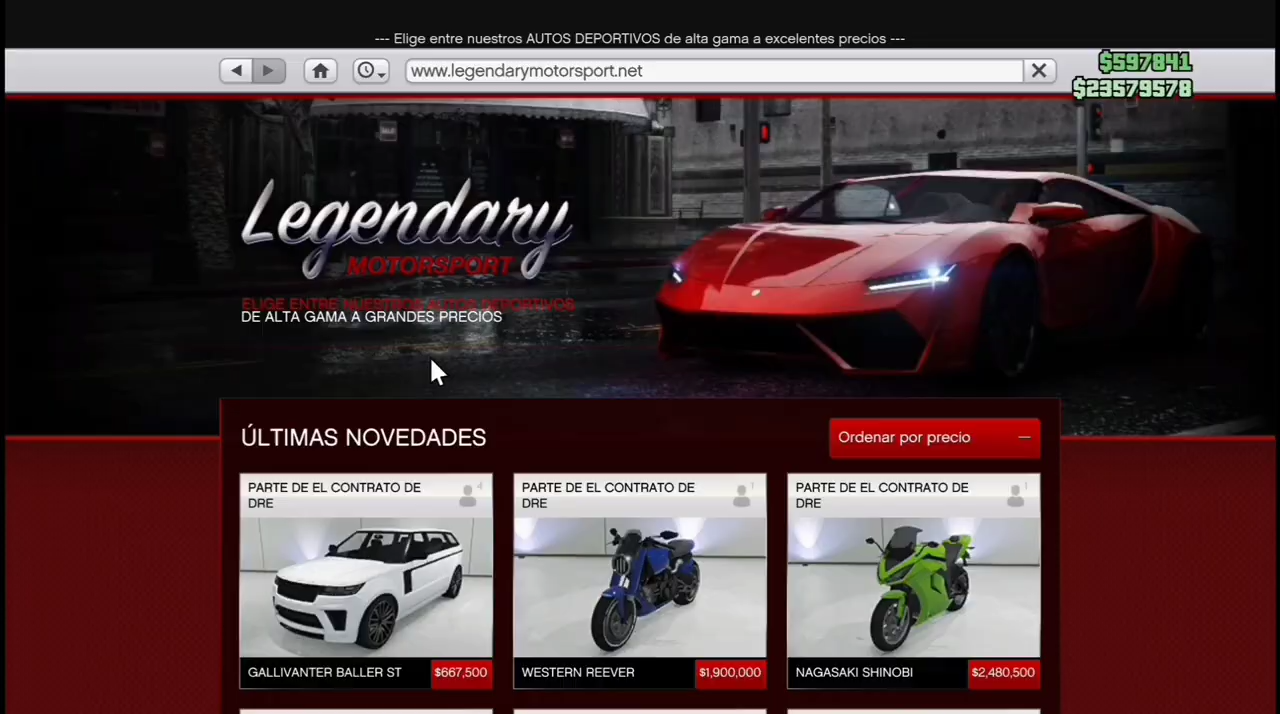 --- Elige entre nuestros AUTOS DEPORTIVOS de alta gama a excelentes precios ---
www.legendarymotorsport.net
$597841
$23579578
Legendary
MOTORSPORT
ELIGE ENTRE NUESTROS AUTOS DEPORTIVOS
DE ALTA GAMA A GRANDES PRECIOS
ÚLTIMAS NOVEDADES
Ordenar por precio
PARTE DE EL CONTRATO DE
DRE
4
PARTE DE EL CONTRATO DE
DRE
1
PARTE DE EL CONTRATO DE
DRE
1
GALLIVANTER BALLER ST
$667,500
WESTERN REEVER
$1,900,000
NAGASAKI SHINOBI
$2,480,500